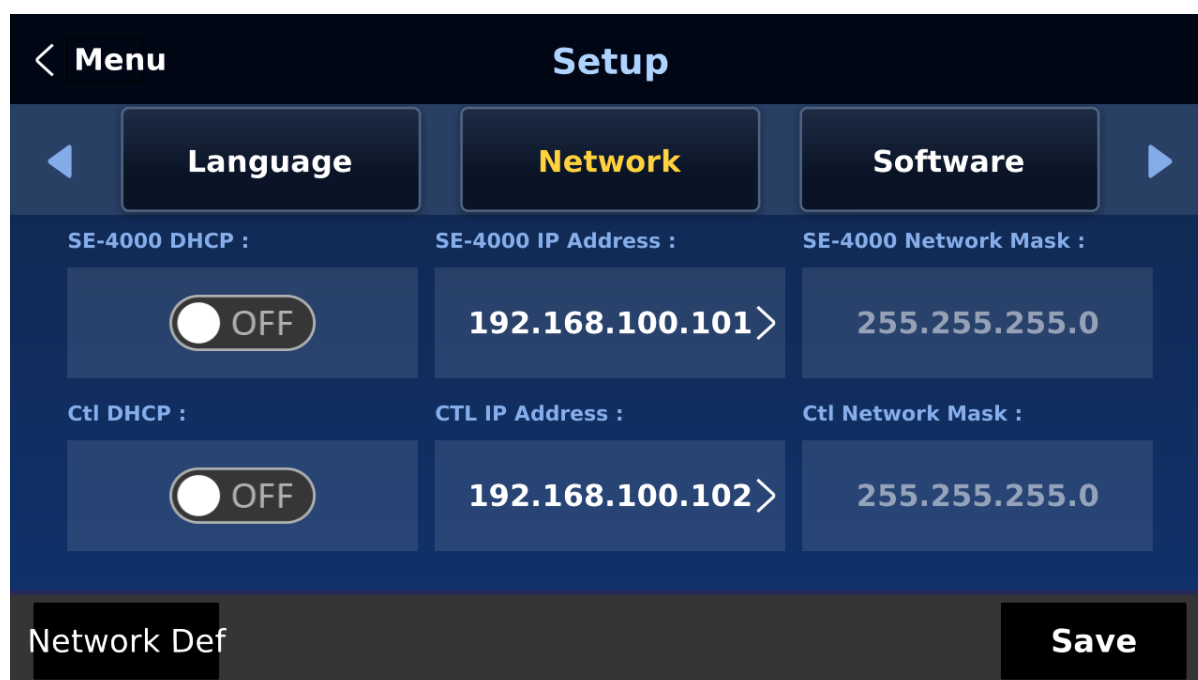 Menu
Setup
Language
Network
Software
SE-4000 DHCP :
SE-4000 IP Address :
SE-4000 Network Mask :
OFF
192.168.100.101
255.255.255.0
Ctl DHCP :
CTL IP Address :
Ctl Network Mask :
OFF
192.168.100.102
255.255.255.0
Network Def
Save